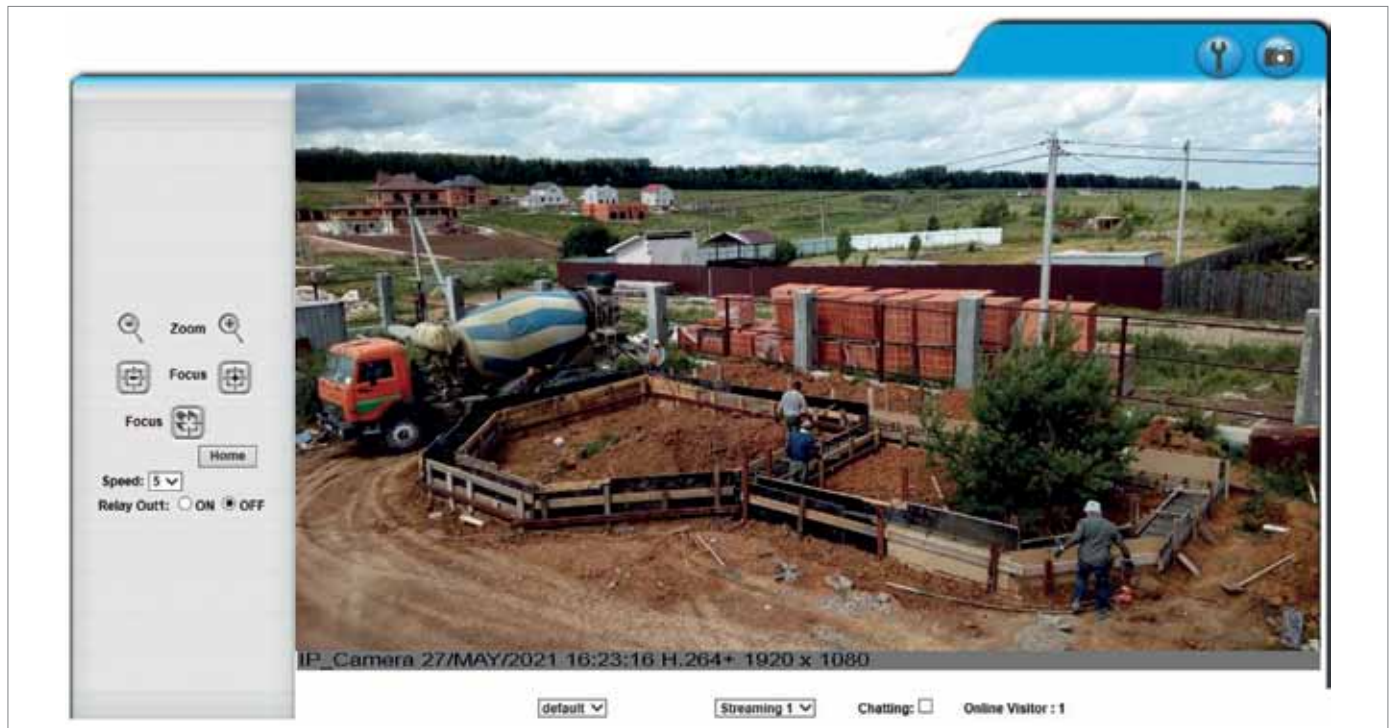 Zoom
Focus
Focus
Home
Speed: 5
Relay Out1: ON OFF
IP_Camera 27/MAY/2021 16:23:16 H.264+ 1920 x 1080
default Streaming 1 Chatting: Online Visitor : 1